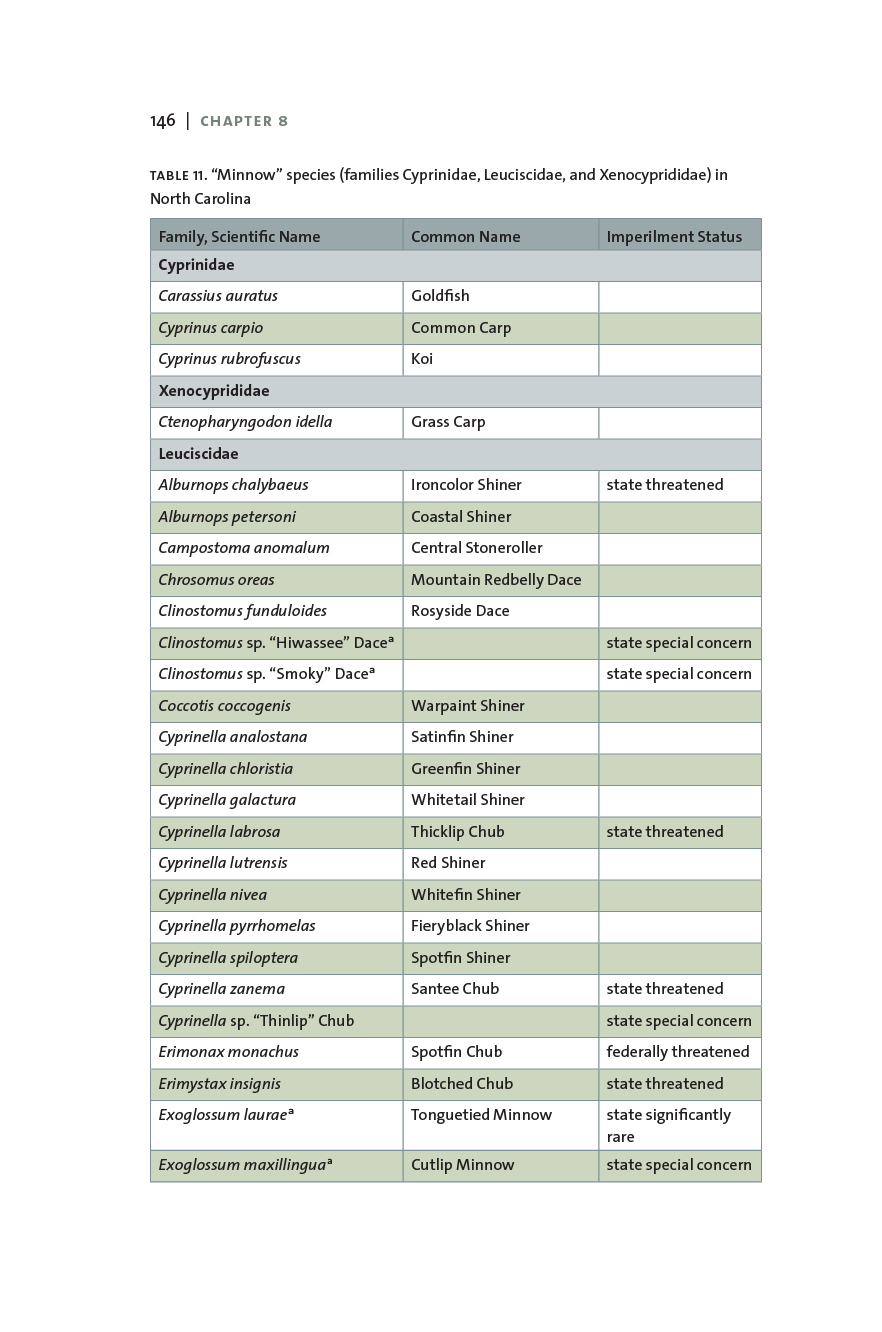 146 | CHAPTER 8
TABLE 11. “Minnow” species (families Cyprinidae, Leuciscidae, and Xenocyprididae) in
North Carolina
Family, Scientific Name Common Name Imperilment Status
Cyprinidae
Carassius auratus Goldfish
Cyprinus carpio Common Carp
Cyprinus rubrofuscus Koi
Xenocyprididae
Ctenopharyngodon idella Grass Carp
Leuciscidae
Alburnops chalybaeus Ironcolor Shiner state threatened
Alburnops petersoni Coastal Shiner
Campostoma anomalum Central Stoneroller
Chrosomus oreas Mountain Redbelly Dace
Clinostomus funduloides Rosyside Dace
Clinostomus sp. “Hiwassee” Daceª state special concern
Clinostomus sp. “Smoky” Daceª state special concern
Coccotis coccogenis Warpaint Shiner
Cyprinella analostana Satinfin Shiner
Cyprinella chloristia Greenfin Shiner
Cyprinella galactura Whitetail Shiner
Cyprinella labrosa Thicklip Chub state threatened
Cyprinella lutrensis Red Shiner
Cyprinella nivea Whitefin Shiner
Cyprinella pyrrhomelas Fieryblack Shiner
Cyprinella spiloptera Spotfin Shiner
Cyprinella zanema Santee Chub state threatened
Cyprinella sp. “Thinlip” Chub state special concern
Erimonax monachus Spotfin Chub federally threatened
Erimystax insignis Blotched Chub state threatened
Exoglossum lauraeª Tonguetied Minnow state significantly
rare
Exoglossum maxillinguaª Cutlip Minnow state special concern